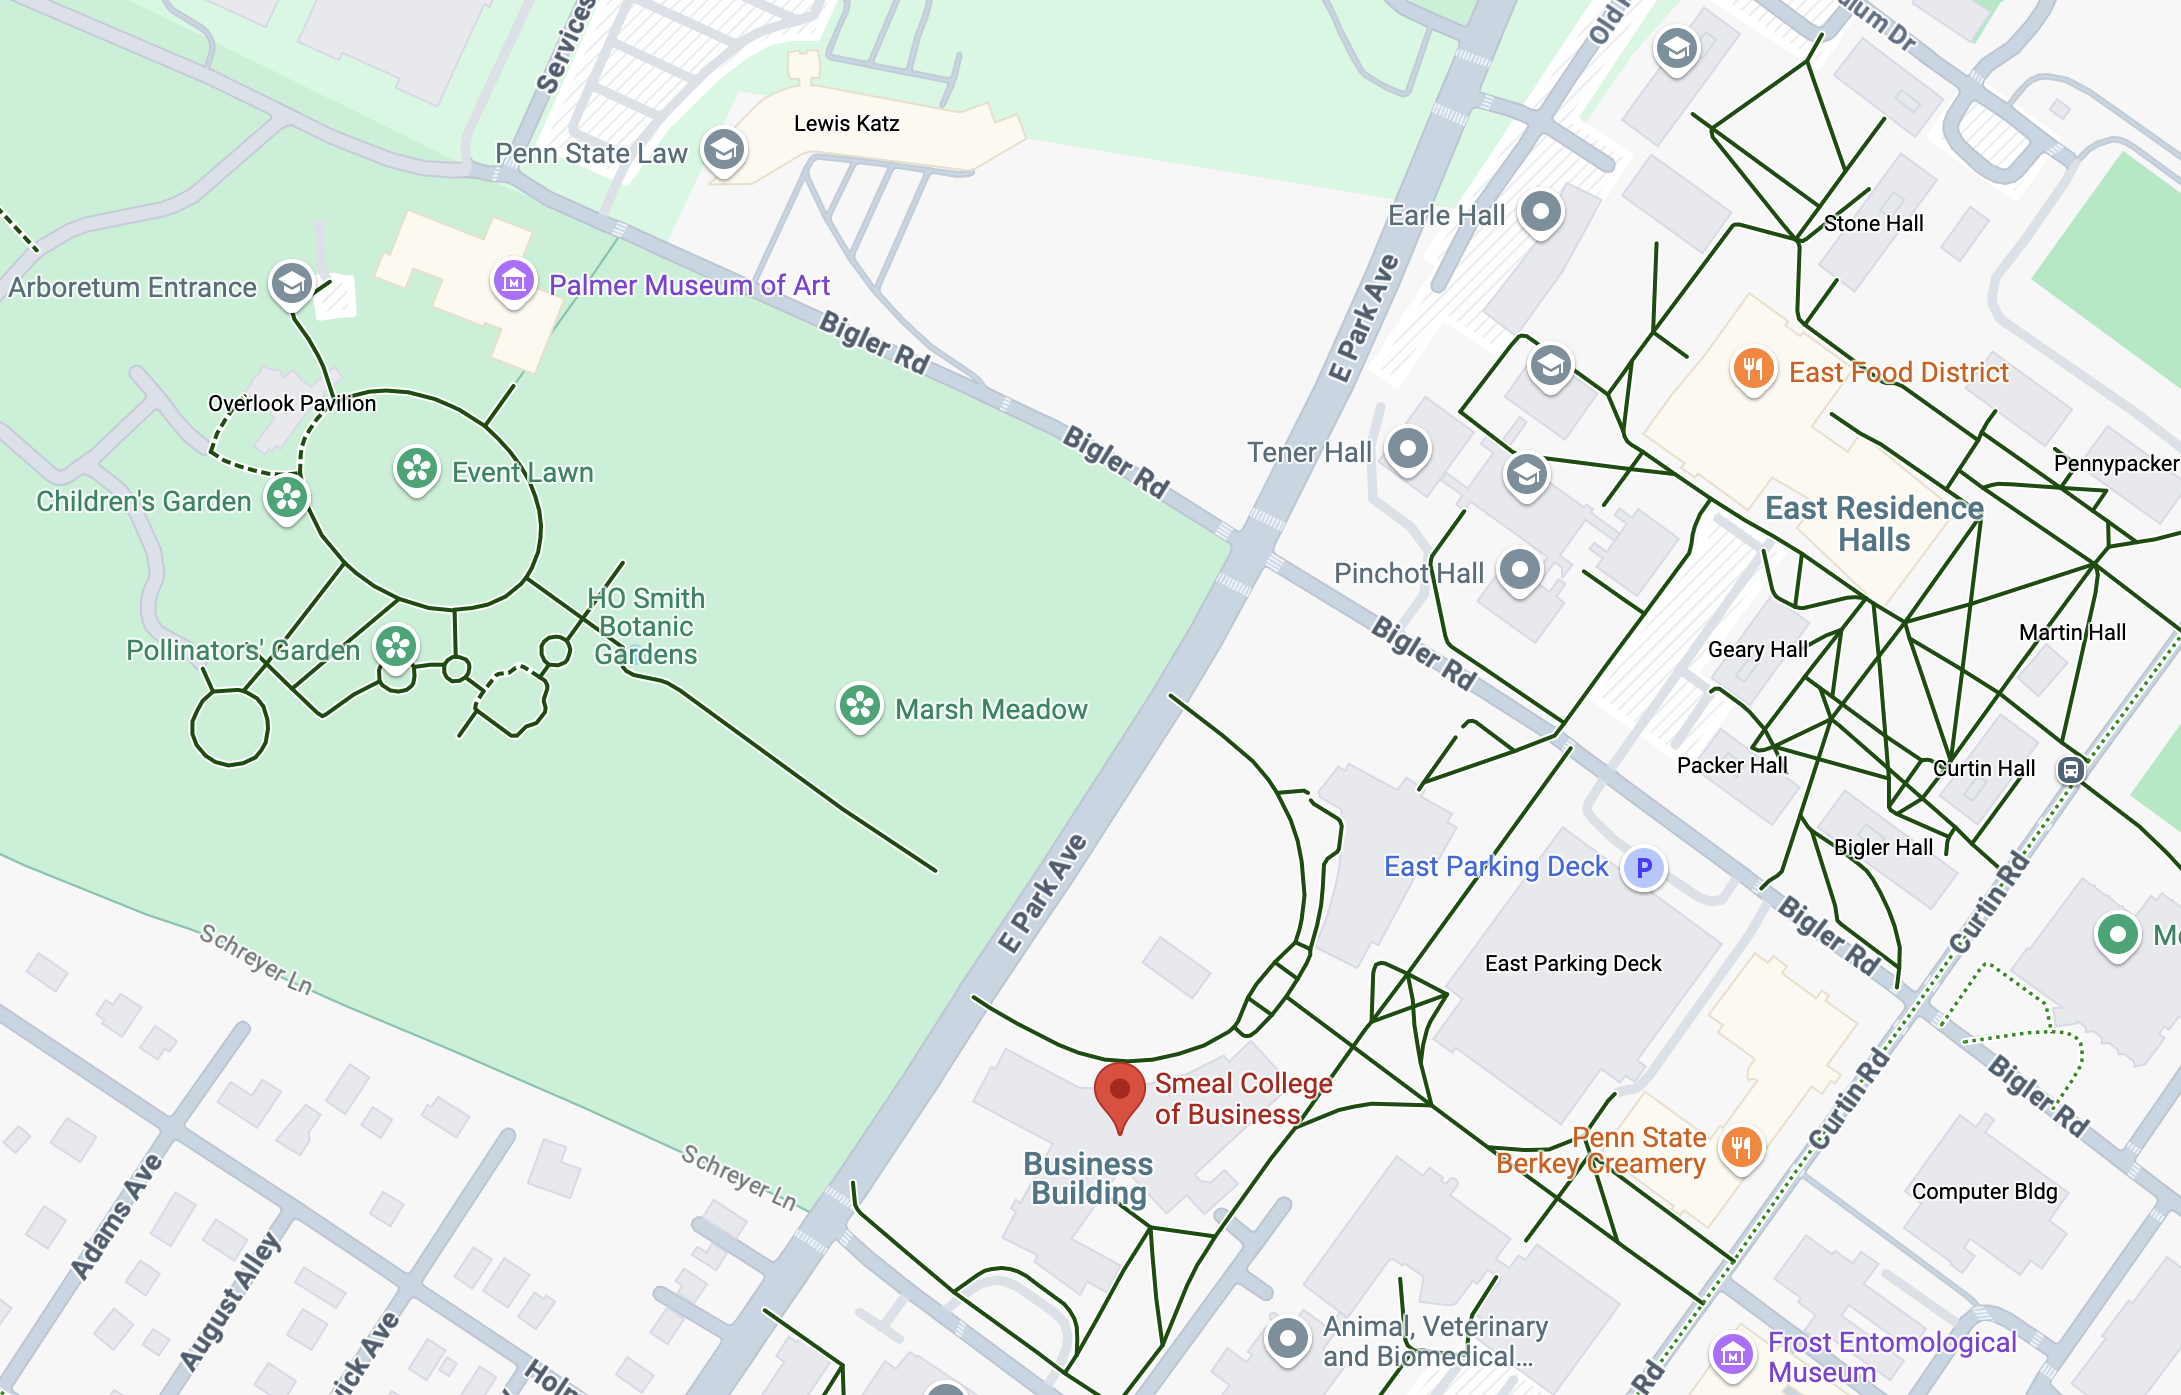 Services
Old
ulum Dr
Lewis Katz
Penn State Law
Earle Hall
Stone Hall
Arboretum Entrance
Palmer Museum of Art
E Park Ave
Bigler Rd
East Food District
Overlook Pavilion
Event Lawn
Bigler Rd
Tener Hall
Pennypacker
Children's Garden
East Residence
Halls
Pinchot Hall
HO Smith
Botanic
Gardens
Martin Hall
Pollinators' Garden
Bigler Rd
Geary Hall
Marsh Meadow
Packer Hall
Curtin Hall
Bigler Hall
East Parking Deck
P
E Park Ave
Curtin Rd
Bigler Rd
Schreyer Ln
East Parking Deck
Smeal College
of Business
Curtin Rd
Bigler Rd
Penn State
Berkey Creamery
Business
Building
Schreyer Ln
Computer Bldg
Adams Ave
August Alley
Animal, Veterinary
and Biomedical...
Frost Entomological
Museum
wick Ave
Holm
Rd